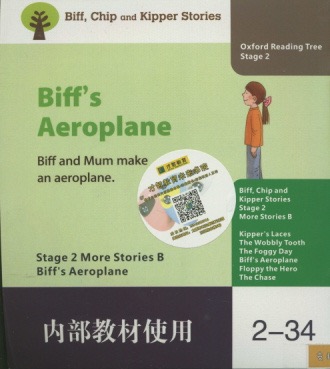 Biff, Chip and Kipper Stories
Oxford Reading Tree
Stage 2
Biff's
Aeroplane
Biff and Mum make
an aeroplane.
Biff, Chip and
Kipper Stories
Stage 2
More Stories B
Kipper's Laces
The Wobbly Tooth
The Foggy Day
Biff's Aeroplane
Floppy the Hero
The Chase
Stage 2 More Stories B
Biff's Aeroplane
内部教材使用
2-34